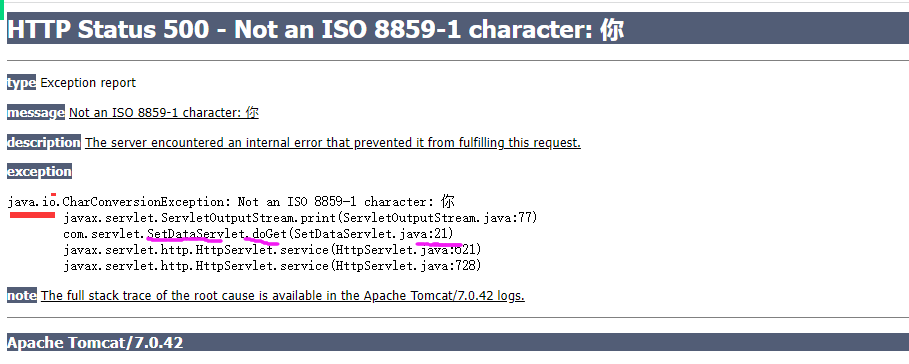 HTTP Status 500 - Not an ISO 8859-1 character: 你
type Exception report
message Not an ISO 8859-1 character: 你
description The server encountered an internal error that prevented it from fulfilling this request.
exception
java.io.CharConversionException: Not an ISO 8859-1 character: 你
javax.servlet.ServletOutputStream.print(ServletOutputStream.java:77)
com.servlet.SetDataServlet.doGet(SetDataServlet.java:21)
javax.servlet.http.HttpServlet.service(HttpServlet.java:621)
javax.servlet.http.HttpServlet.service(HttpServlet.java:728)
note The full stack trace of the root cause is available in the Apache Tomcat/7.0.42 logs.
Apache Tomcat/7.0.42